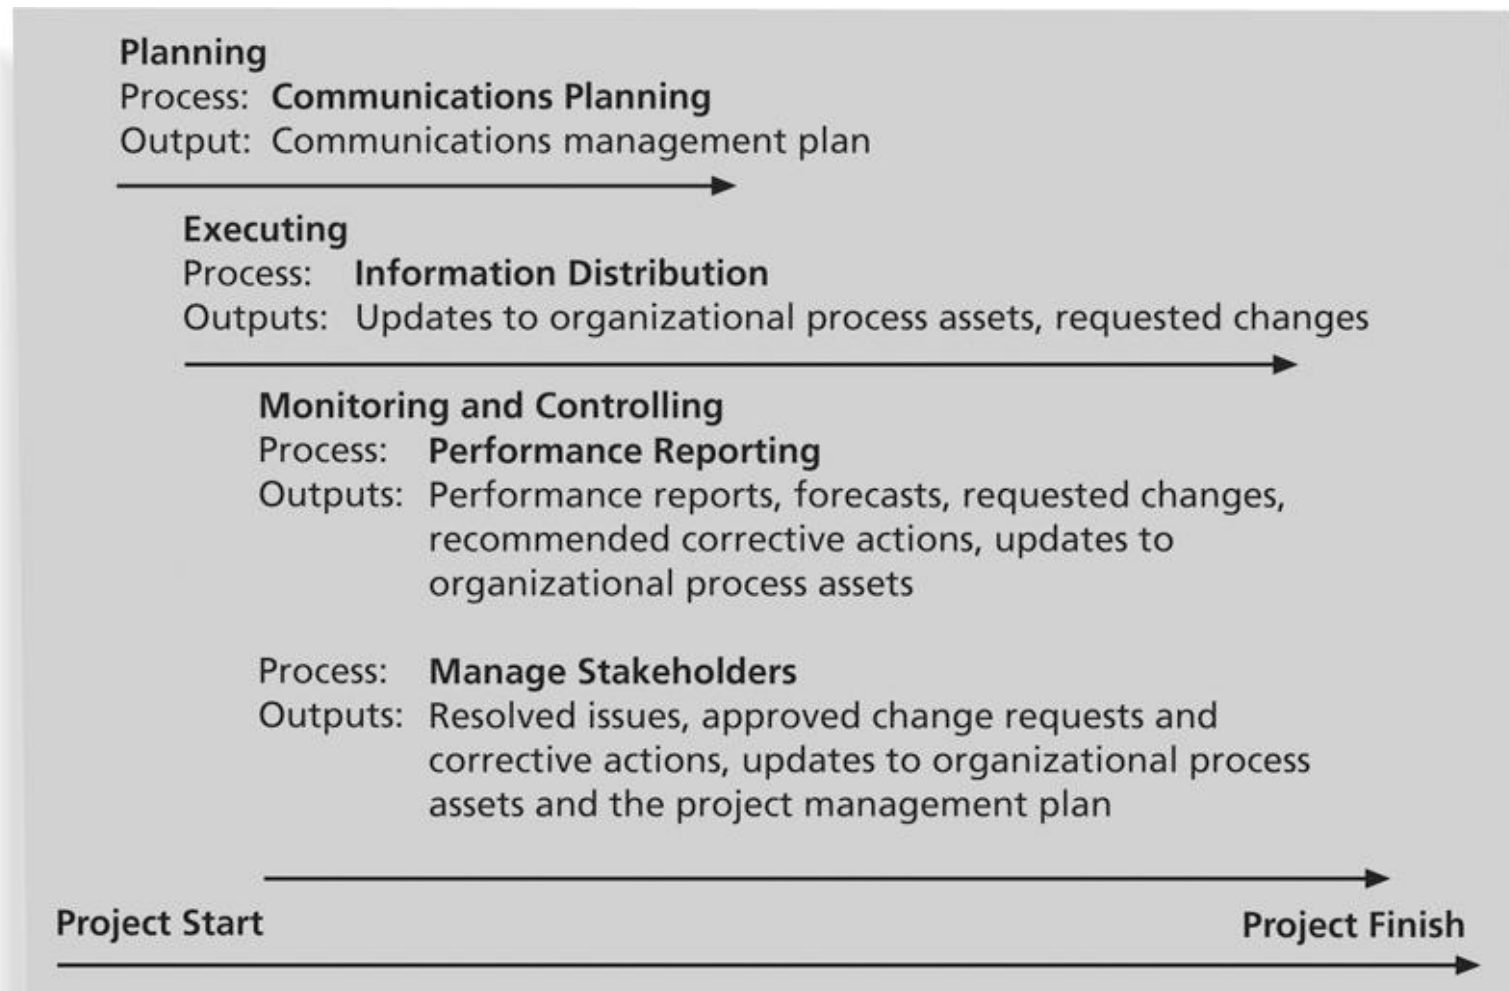 Planning
Process: Communications Planning
Output: Communications management plan
Executing
Process: Information Distribution
Outputs: Updates to organizational process assets, requested changes
Monitoring and Controlling
Process: Performance Reporting
Outputs: Performance reports, forecasts, requested changes,
recommended corrective actions, updates to
organizational process assets
Process: Manage Stakeholders
Outputs: Resolved issues, approved change requests and
corrective actions, updates to organizational process
assets and the project management plan
Project Start Project Finish